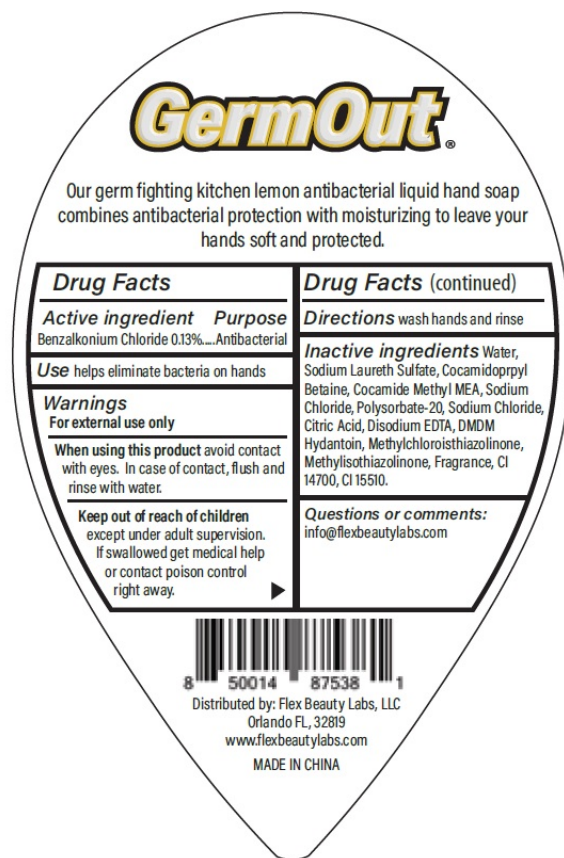 GermOut®
Our germ fighting kitchen lemon antibacterial liquid hand soap
combines antibacterial protection with moisturizing to leave your
hands soft and protected.
Drug Facts
Active ingredient Purpose
Benzalkonium Chloride 0.13%.....Antibacterial
Use helps eliminate bacteria on hands
Warnings
For external use only
When using this product avoid contact
with eyes. In case of contact, flush and
rinse with water.
Keep out of reach of children
except under adult supervision.
If swallowed get medical help
or contact poison control
right away.
Drug Facts (continued)
Directions wash hands and rinse
Inactive ingredients Water,
Sodium Laureth Sulfate, Cocamidoprpyl
Betaine, Cocamide Methyl MEA, Sodium
Chloride, Polysorbate-20, Sodium Chloride,
Citric Acid, Disodium EDTA, DMDM
Hydantoin, Methylchloroisthiazolinone,
Methylisothiazolinone, Fragrance, CI
14700, CI 15510.
Questions or comments:
info@flexbeautylabs.com
8 50014 87538 1
Distributed by: Flex Beauty Labs, LLC
Orlando FL, 32819
www.flexbeautylabs.com
MADE IN CHINA